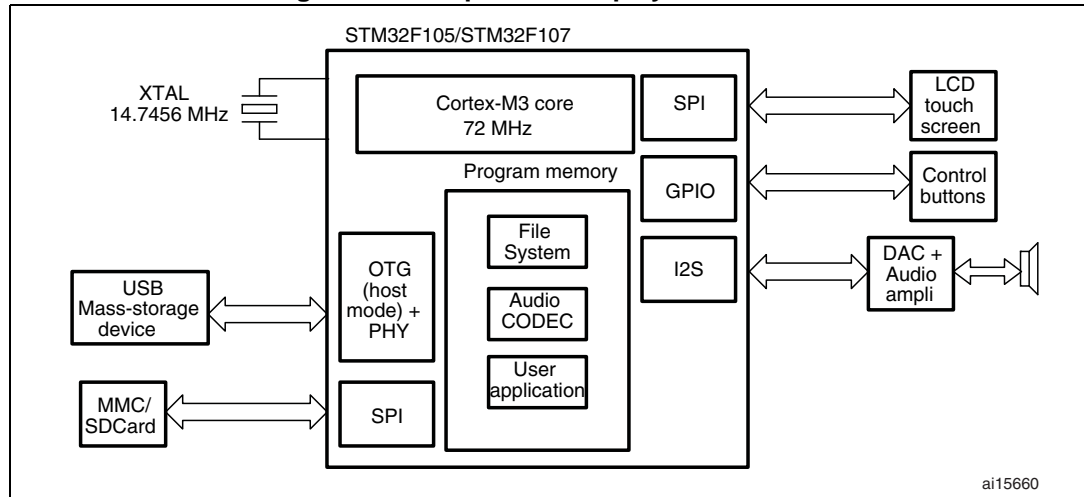 STM32F105/STM32F107
XTAL
14.7456 MHz
Cortex-M3 core
72 MHz
SPI
LCD
touch
screen
Program memory
GPIO
Control
buttons
File
System
OTG
(host
mode) +
PHY
I2S
DAC +
Audio
ampli
USB
Mass-storage
device
Audio
CODEC
User
application
MMC/
SDCard
SPI
ai15660